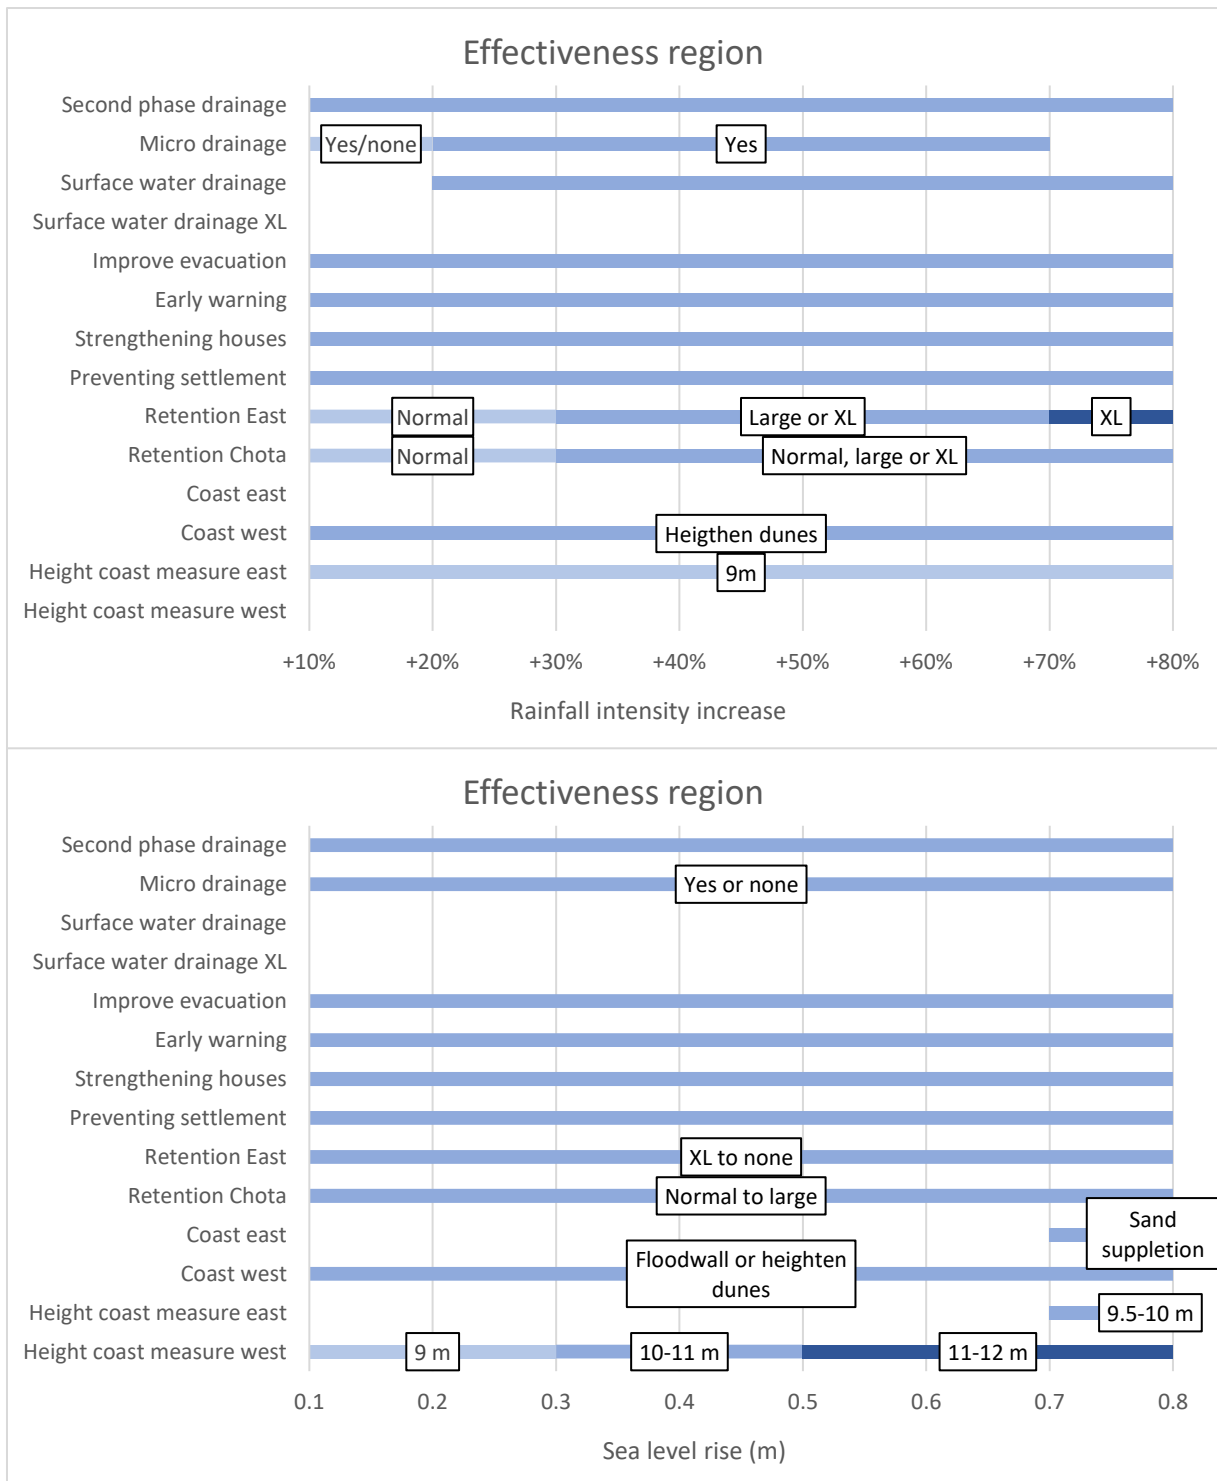 Effectiveness region
Second phase drainage
Micro drainage
Yes/none
Yes
Surface water drainage
Surface water drainage XL
Improve evacuation
Early warning
Strengthening houses
Preventing settlement
Retention East
Normal
Large or XL
XL
Retention Chota
Normal
Normal, large or XL
Coast east
Coast west
Heigthen dunes
Height coast measure east
9m
Height coast measure west
+10%
+20%
+30%
+40%
+50%
+60%
+70%
+80%
Rainfall intensity increase
Effectiveness region
Second phase drainage
Micro drainage
Yes or none
Surface water drainage
Surface water drainage XL
Improve evacuation
Early warning
Strengthening houses
Preventing settlement
Retention East
XL to none
Retention Chota
Normal to large
Coast east
Sand
suppletion
Coast west
Floodwall or heighten
dunes
Height coast measure east
9.5-10 m
Height coast measure west
9 m
10-11 m
11-12 m
0.1
0.2
0.3
0.4
0.5
0.6
0.7
0.8
Sea level rise (m)